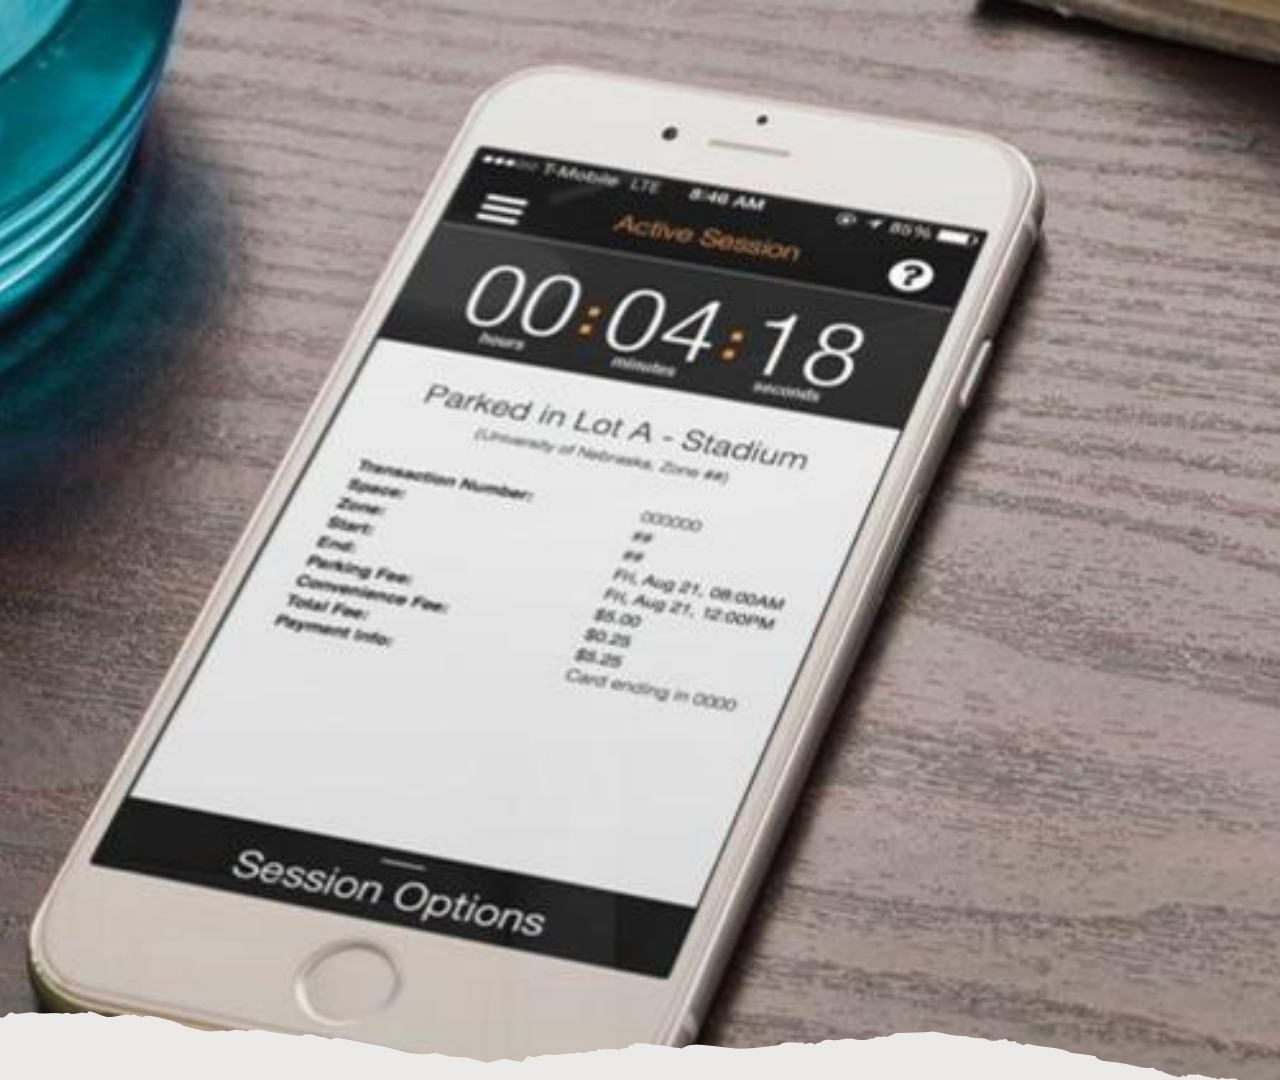 T-Mobile LTE 8:46 AM 85%
Active Session
?
00:04:18
hours minutes seconds
Parked in Lot A - Stadium
(University of Nebraska, Zone ##)
Transaction Number: 000000
Space: ##
Zone: ##
Start: Fri, Aug 21, 08:00AM
End: Fri, Aug 21, 12:00PM
Parking Fee: $5.00
Convenience Fee: $0.25
Total Fee: $5.25
Payment Info: Card ending in 0000
Session Options